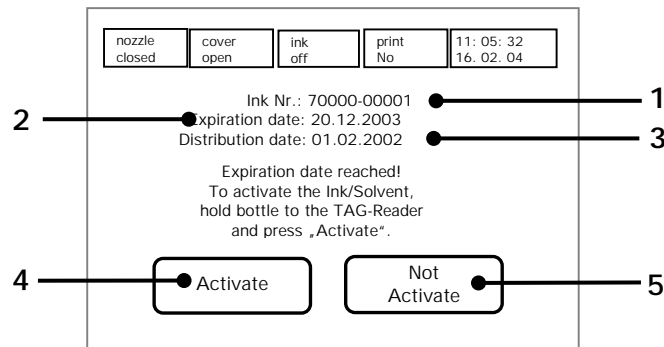 nozzle closed
cover open
ink off
print No
11: 05: 32
16. 02. 04
Ink Nr.: 70000-00001
1
2
Expiration date: 20.12.2003
Distribution date: 01.02.2002
3
Expiration date reached!
To activate the Ink/Solvent,
hold bottle to the TAG-Reader
and press „Activate“.
4
Activate
Not
Activate
5